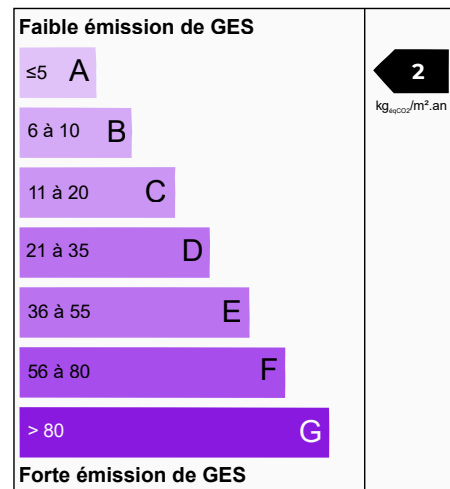 Faible émission de GES
≤5 A
2
kgéqCO2/m².an
6 à 10 B
11 à 20 C
21 à 35 D
36 à 55 E
56 à 80 F
> 80 G
Forte émission de GES